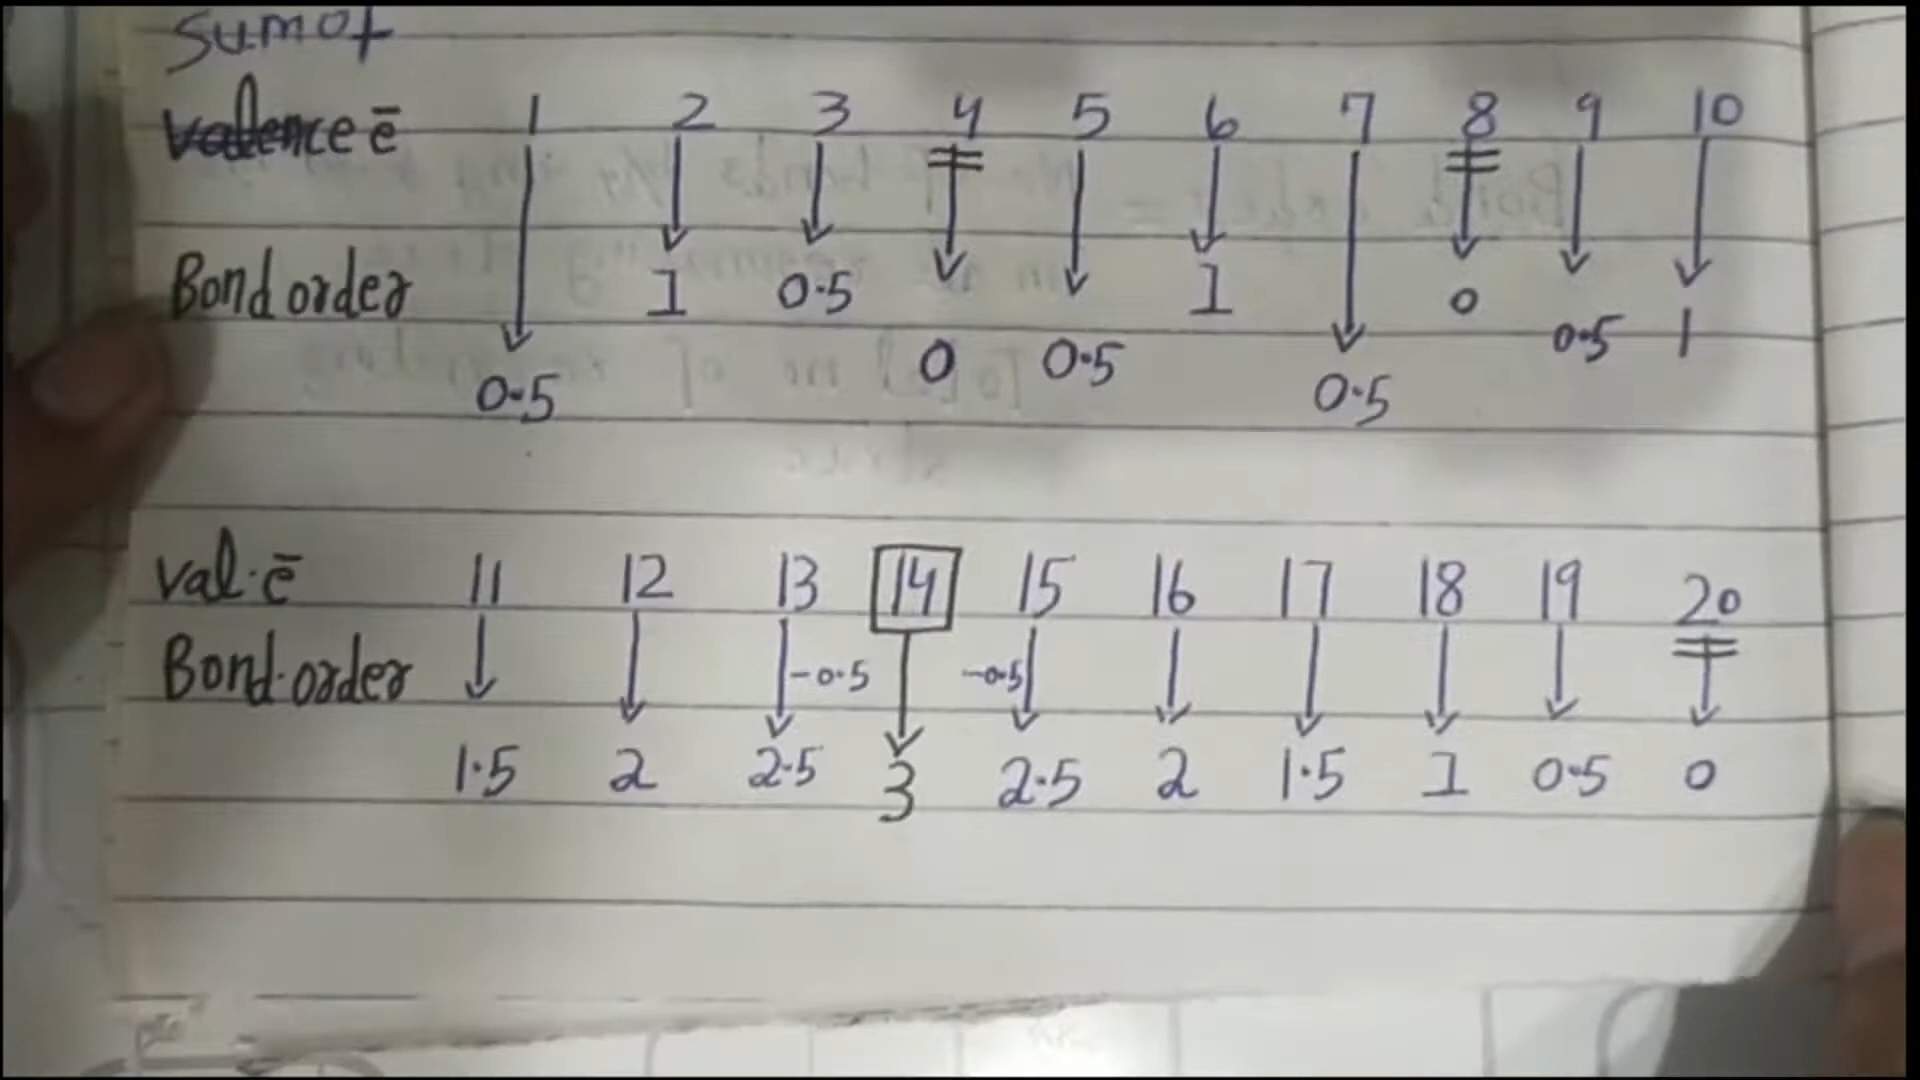 Sum of
Valence ē 1 2 3 4 5 6 7 8 9 10
Bond order 0.5 1 0.5 0 0.5 1 0.5 0 0.5 1
val. ē 11 12 13 14 15 16 17 18 19 20
-0.5 -0.5
Bond. order 1.5 2 2.5 3 2.5 2 1.5 1 0.5 0